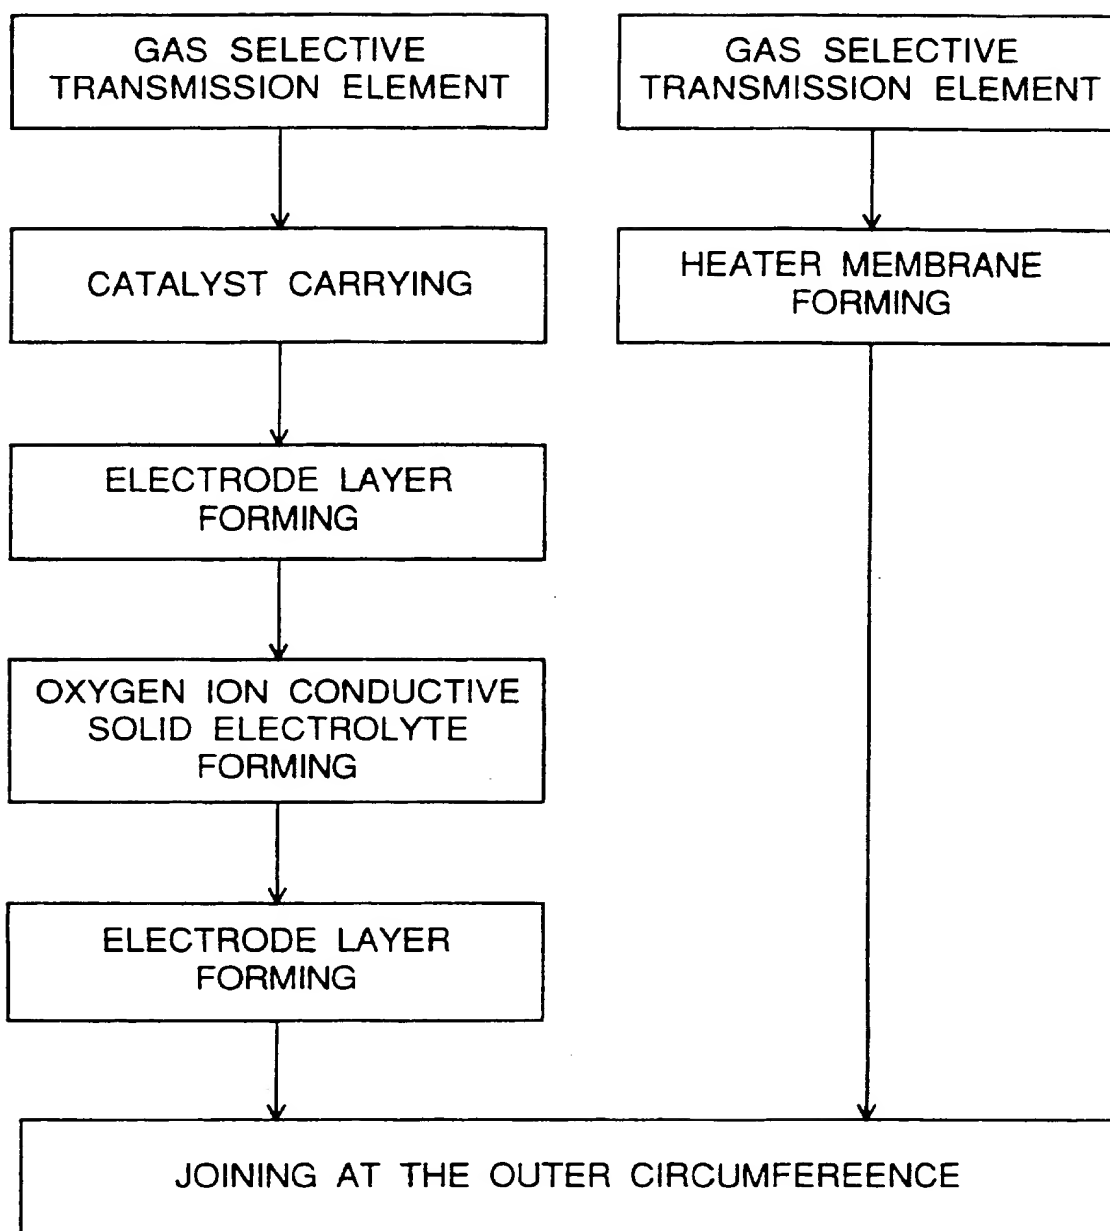 GAS SELECTIVE
TRANSMISSION ELEMENT
GAS SELECTIVE
TRANSMISSION ELEMENT
CATALYST CARRYING
HEATER MEMBRANE
FORMING
ELECTRODE LAYER
FORMING
OXYGEN ION CONDUCTIVE
SOLID ELECTROLYTE
FORMING
ELECTRODE LAYER
FORMING
JOINING AT THE OUTER CIRCUMFEREENCE